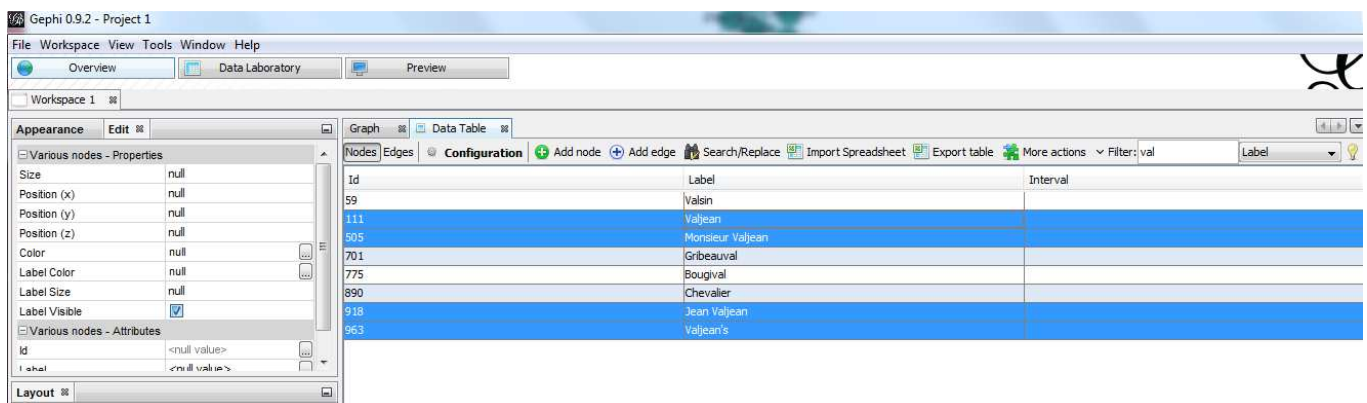 Gephi 0.9.2 - Project 1
File Workspace View Tools Window Help
Overview Data Laboratory Preview
Workspace 1
Appearance Edit
Various nodes - Properties
Size null
Position (x) null
Position (y) null
Position (z) null
Color null ...
Label Color null ...
Label Size null
Label Visible
Various nodes - Attributes
Id <null value> ...
Label <null value>
Layout
Graph Data Table
Nodes Edges Configuration Add node Add edge Search/Replace Import Spreadsheet Export table More actions Filter: val Label
Id Label Interval
59 Valsin
111 Valjean
505 Monsieur Valjean
701 Gribeauval
775 Bougival
890 Chevalier
918 Jean Valjean
963 Valjean's